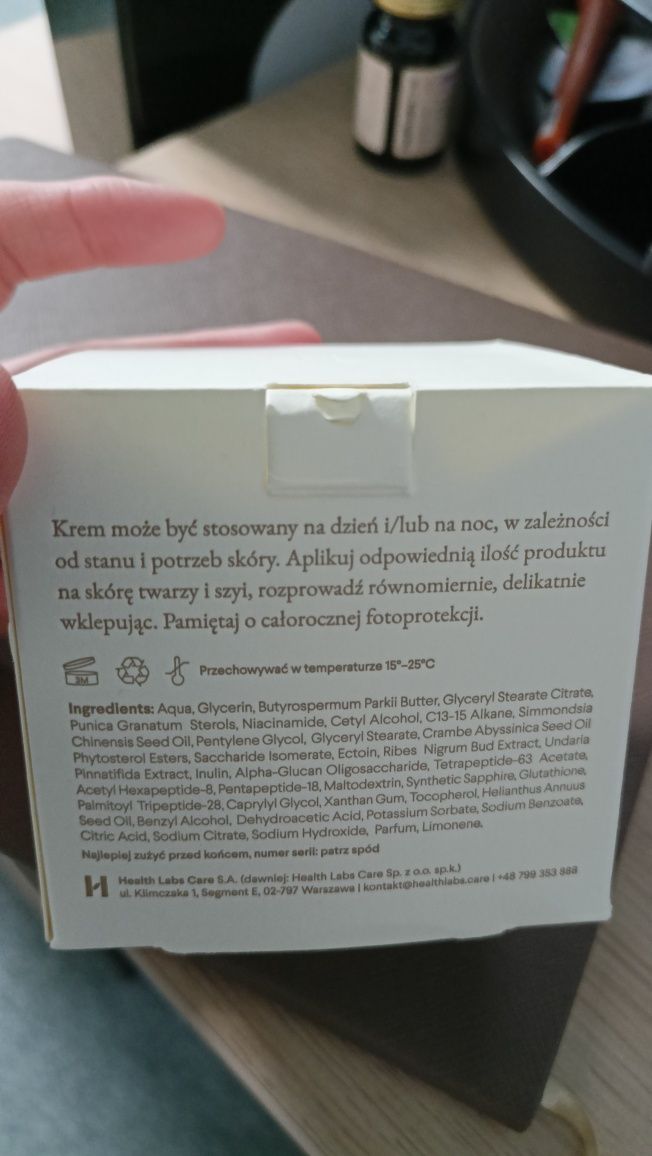 Krem może być stosowany na dzień i/lub na noc, w zależności
od stanu i potrzeb skóry. Aplikuj odpowiednią ilość produktu
na skórę twarzy i szyi, rozprowadź równomiernie, delikatnie
wklepując. Pamiętaj o całorocznej fotoprotekcji.
3M
Przechowywać w temperaturze 15°-25°C
Ingredients: Aqua, Glycerin, Butyrospermum Parkii Butter, Glyceryl Stearate Citrate,
Punica Granatum Sterols, Niacinamide, Cetyl Alcohol, C13-15 Alkane, Simmondsia
Chinensis Seed Oil, Pentylene Glycol, Glyceryl Stearate, Crambe Abyssinica Seed Oil
Phytosterol Esters, Saccharide Isomerate, Ectoin, Ribes Nigrum Bud Extract, Undaria
Pinnatifida Extract, Inulin, Alpha-Glucan Oligosaccharide, Tetrapeptide-63 Acetate,
Acetyl Hexapeptide-8, Pentapeptide-18, Maltodextrin, Synthetic Sapphire, Glutathione,
Palmitoyl Tripeptide-28, Caprylyl Glycol, Xanthan Gum, Tocopherol, Helianthus Annuus
Seed Oil, Benzyl Alcohol, Dehydroacetic Acid, Potassium Sorbate, Sodium Benzoate,
Citric Acid, Sodium Citrate, Sodium Hydroxide, Parfum, Limonene.
Najlepiej zużyć przed końcem, numer serii: patrz spód
Health Labs Care S.A. (dawniej: Health Labs Care Sp. z o.o. sp.k.)
ul. Klimczaka 1, Segment E, 02-797 Warszawa | kontakt@healthlabs.care | +48 799 353 988